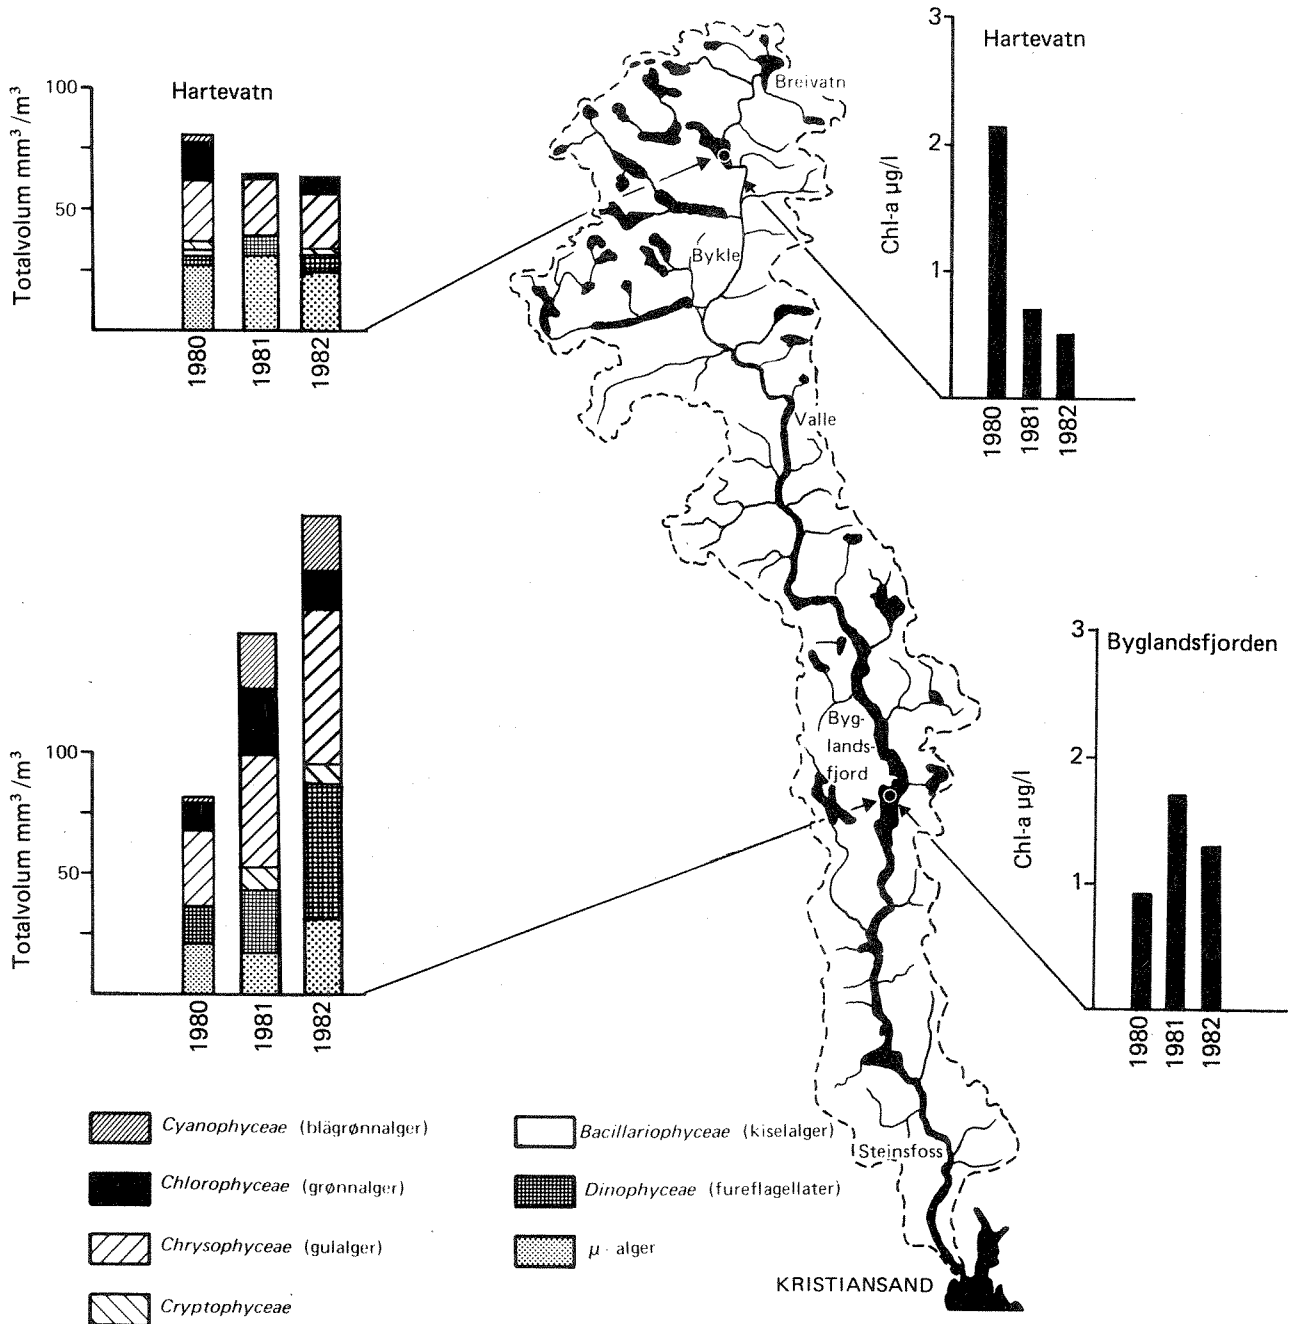 Hartevatn
Totalvolum mm³/m³
100
50
1980
1981
1982
Hartevatn
Chl-a µg/l
3
2
1
1980
1981
1982
Breivatn
Bykle
Valle
Byg-
lands-
fjord
Steinsfoss
KRISTIANSAND
Totalvolum mm³/m³
100
50
1980
1981
1982
Byglandsfjorden
Chl-a µg/l
3
2
1
1980
1981
1982
Cyanophyceae (blågrønnalger)
Chlorophyceae (grønnalger)
Chrysophyceae (gulalger)
Cryptophyceae
Bacillariophyceae (kiselalger)
Dinophyceae (fureflagellater)
µ - alger